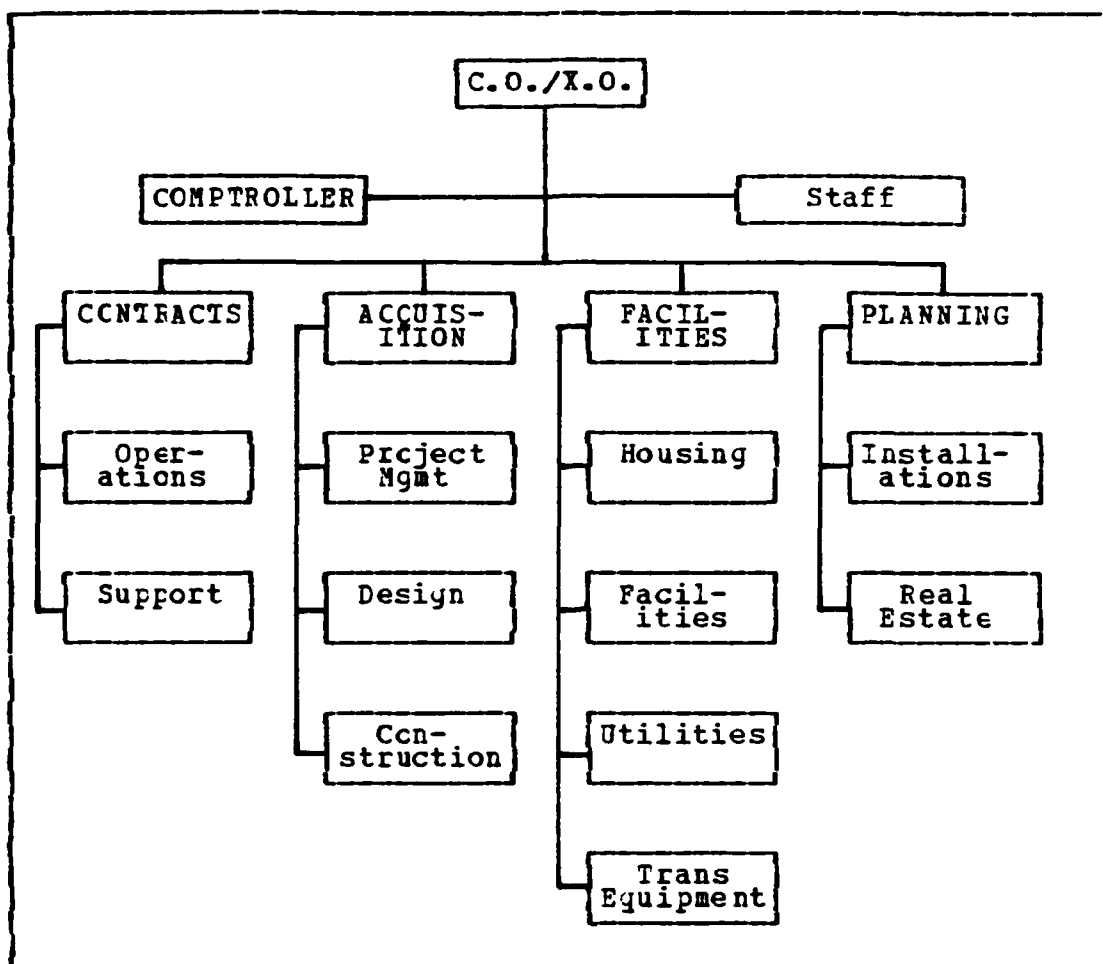 C.O./X.O.
COMPTROLLER
Staff
CCNTRACTS
ACQUIS-
ITION
FACIL-
ITIES
PLANNING
Oper-
ations
Prcject
Mgmt
Housing
Install-
ations
Support
Design
Facil-
ities
Real
Estate
Ccn-
struction
Utilities
Trans
Equipment